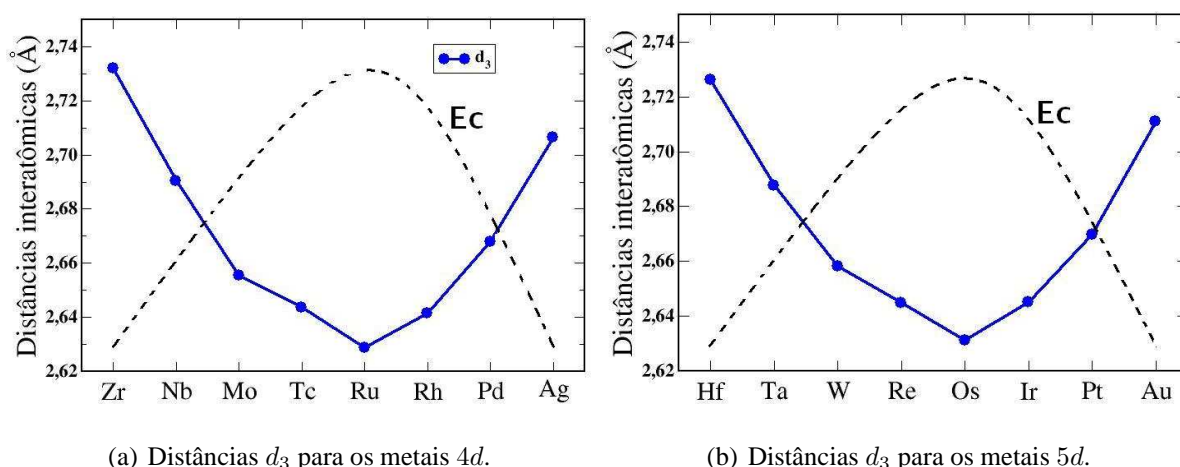 Distâncias interatômicas (Å)
2,74
2,72
2,70
2,68
2,66
2,64
2,62
d3
Ec
Zr Nb Mo Tc Ru Rh Pd Ag
(a) Distâncias d3 para os metais 4d.
Distâncias interatômicas (Å)
2,74
2,72
2,70
2,68
2,66
2,64
2,62
Ec
Hf Ta W Re Os Ir Pt Au
(b) Distâncias d3 para os metais 5d.